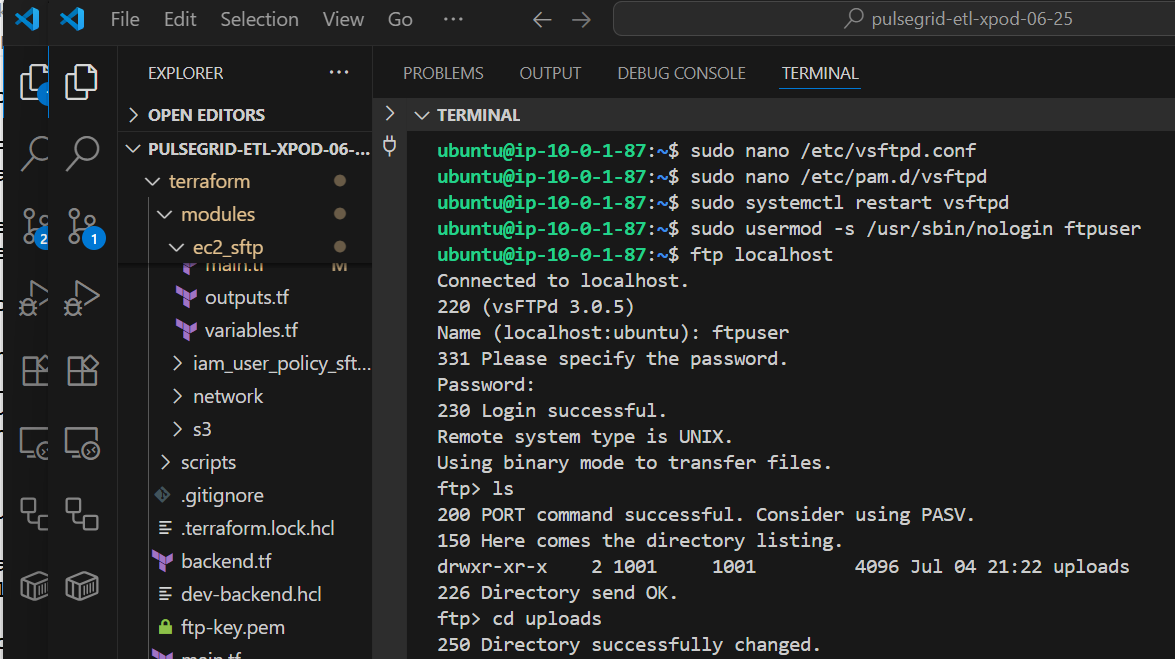 File Edit Selection View Go ···
pulsegrid-etl-xpod-06-25
EXPLORER ···
OPEN EDITORS
PULSEGRID-ETL-XPOD-06-...
terraform
modules
ec2_sftp
main.tf M
outputs.tf
variables.tf
iam_user_policy_sft...
network
s3
scripts
.gitignore
.terraform.lock.hcl
backend.tf
dev-backend.hcl
ftp-key.pem
main.tf
2
1
PROBLEMS OUTPUT DEBUG CONSOLE TERMINAL
TERMINAL
ubuntu@ip-10-0-1-87:~$ sudo nano /etc/vsftpd.conf
ubuntu@ip-10-0-1-87:~$ sudo nano /etc/pam.d/vsftpd
ubuntu@ip-10-0-1-87:~$ sudo systemctl restart vsftpd
ubuntu@ip-10-0-1-87:~$ sudo usermod -s /usr/sbin/nologin ftpuser
ubuntu@ip-10-0-1-87:~$ ftp localhost
Connected to localhost.
220 (vsFTPd 3.0.5)
Name (localhost:ubuntu): ftpuser
331 Please specify the password.
Password:
230 Login successful.
Remote system type is UNIX.
Using binary mode to transfer files.
ftp> ls
200 PORT command successful. Consider using PASV.
150 Here comes the directory listing.
drwxr-xr-x    2 1001     1001         4096 Jul 04 21:22 uploads
226 Directory send OK.
ftp> cd uploads
250 Directory successfully changed.